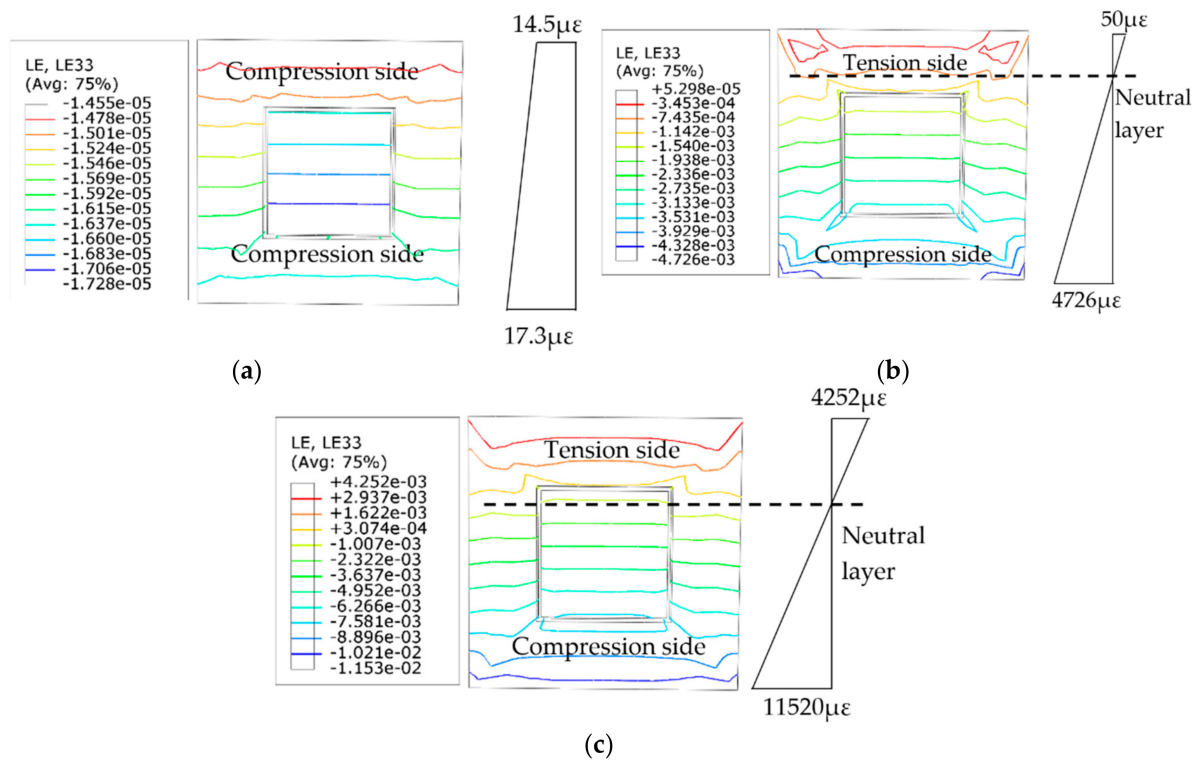 LE, LE33
(Avg: 75%)
-1.455e-05
-1.478e-05
-1.501e-05
-1.524e-05
-1.546e-05
-1.569e-05
-1.592e-05
-1.615e-05
-1.637e-05
-1.660e-05
-1.683e-05
-1.706e-05
-1.728e-05
Compression side
Compression side
14.5με
17.3με
(a)
LE, LE33
(Avg: 75%)
+5.298e-05
-3.453e-04
-7.435e-04
-1.142e-03
-1.540e-03
-1.938e-03
-2.336e-03
-2.735e-03
-3.133e-03
-3.531e-03
-3.929e-03
-4.328e-03
-4.726e-03
Tension side
Compression side
50με
Neutral
layer
4726με
(b)
LE, LE33
(Avg: 75%)
+4.252e-03
+2.937e-03
+1.622e-03
+3.074e-04
-1.007e-03
-2.322e-03
-3.637e-03
-4.952e-03
-6.266e-03
-7.581e-03
-8.896e-03
-1.021e-02
-1.153e-02
Tension side
Compression side
4252με
Neutral
layer
11520με
(c)